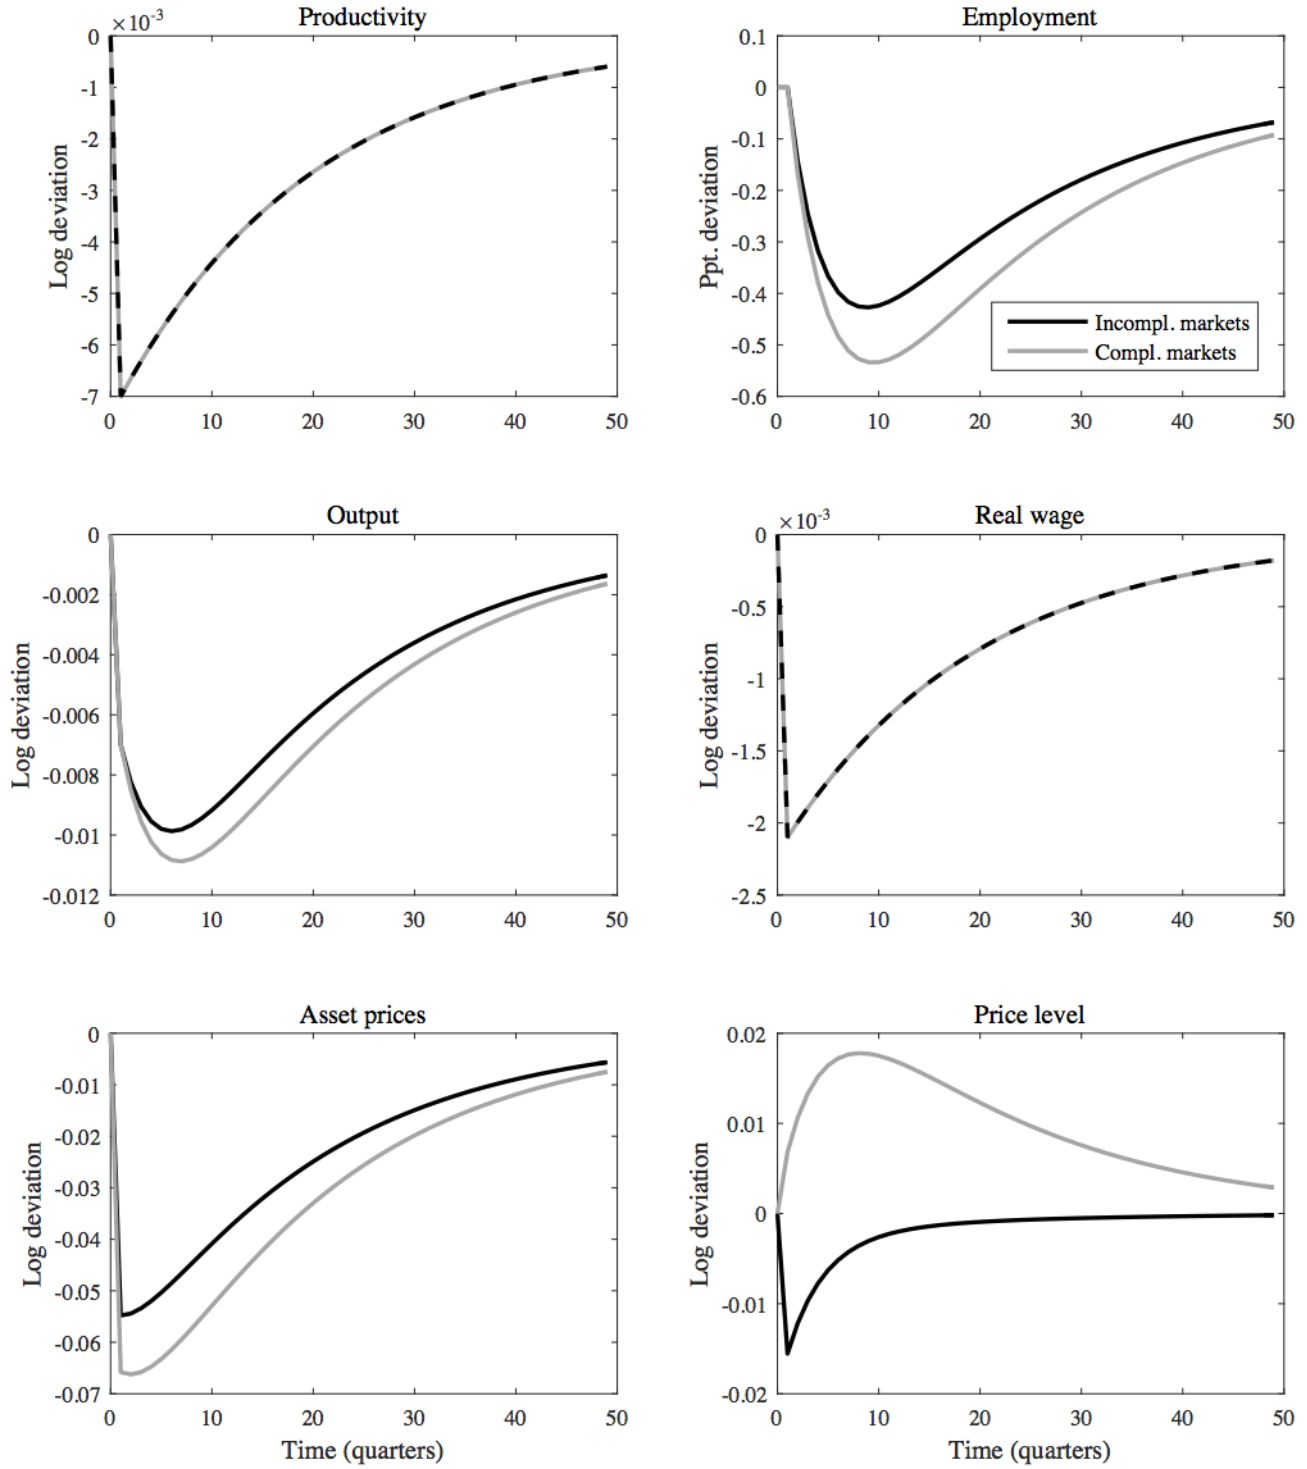 Productivity
×10-3
0
-1
-2
-3
-4
-5
-6
-7
Log deviation
0 10 20 30 40 50
Employment
0.1
0
-0.1
-0.2
-0.3
-0.4
-0.5
-0.6
Ppt. deviation
Incompl. markets
Compl. markets
0 10 20 30 40 50
Output
0
-0.002
-0.004
-0.006
-0.008
-0.01
-0.012
Log deviation
0 10 20 30 40 50
Real wage
×10-3
0
-0.5
-1
-1.5
-2
-2.5
Log deviation
0 10 20 30 40 50
Asset prices
0
-0.01
-0.02
-0.03
-0.04
-0.05
-0.06
-0.07
Log deviation
0 10 20 30 40 50
Time (quarters)
Price level
0.02
0.01
0
-0.01
-0.02
Log deviation
0 10 20 30 40 50
Time (quarters)